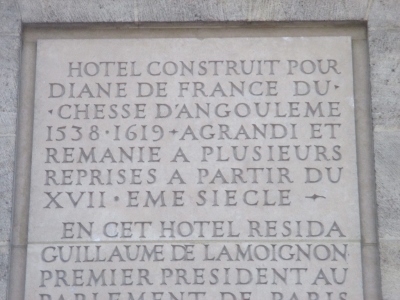 HOTEL CONSTRUIT POUR
DIANE DE FRANCE DU·
·CHESSE D'ANGOULEME
1538·1619+AGRANDI ET
REMANIE A PLUSIEURS
REPRISES A PARTIR DU
XVII·EME SIECLE +
EN CET HOTEL RESIDA
GUILLAUME DE LAMOIGNON
PREMIER PRESIDENT AU
PARLEMENT DE PARIS